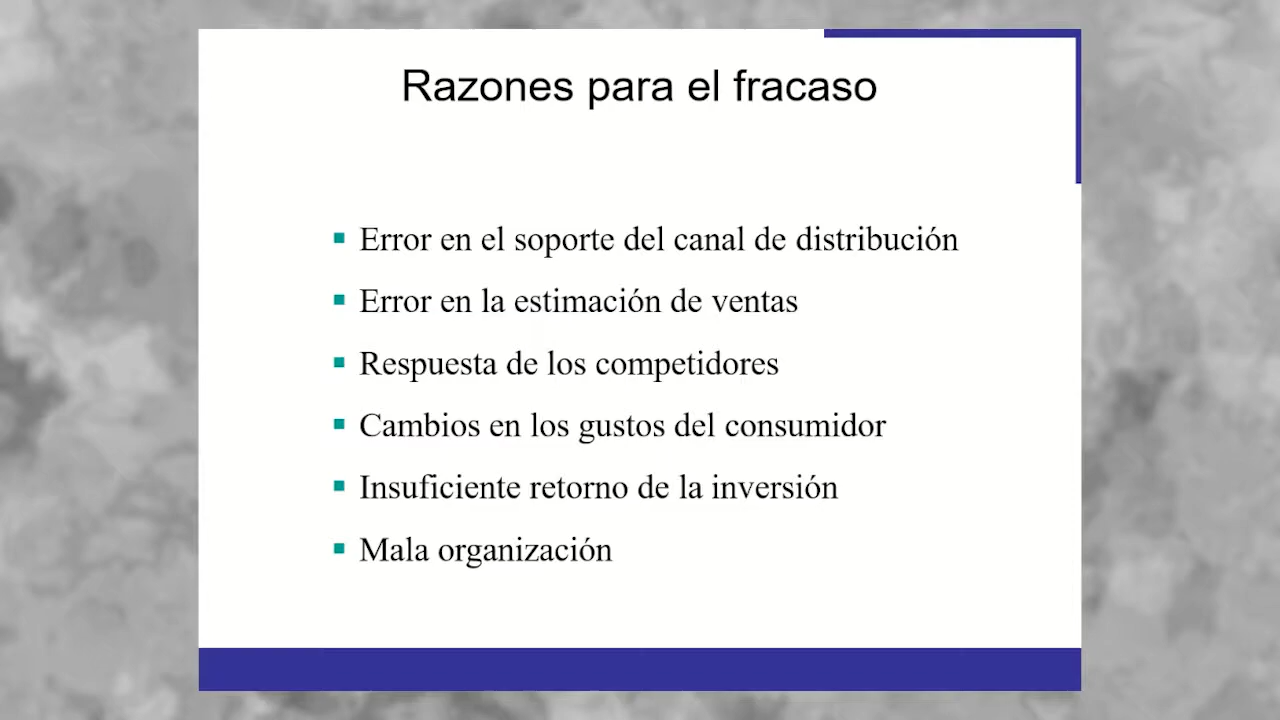 Razones para el fracaso
Error en el soporte del canal de distribución
Error en la estimación de ventas
Respuesta de los competidores
Cambios en los gustos del consumidor
Insuficiente retorno de la inversión
Mala organización